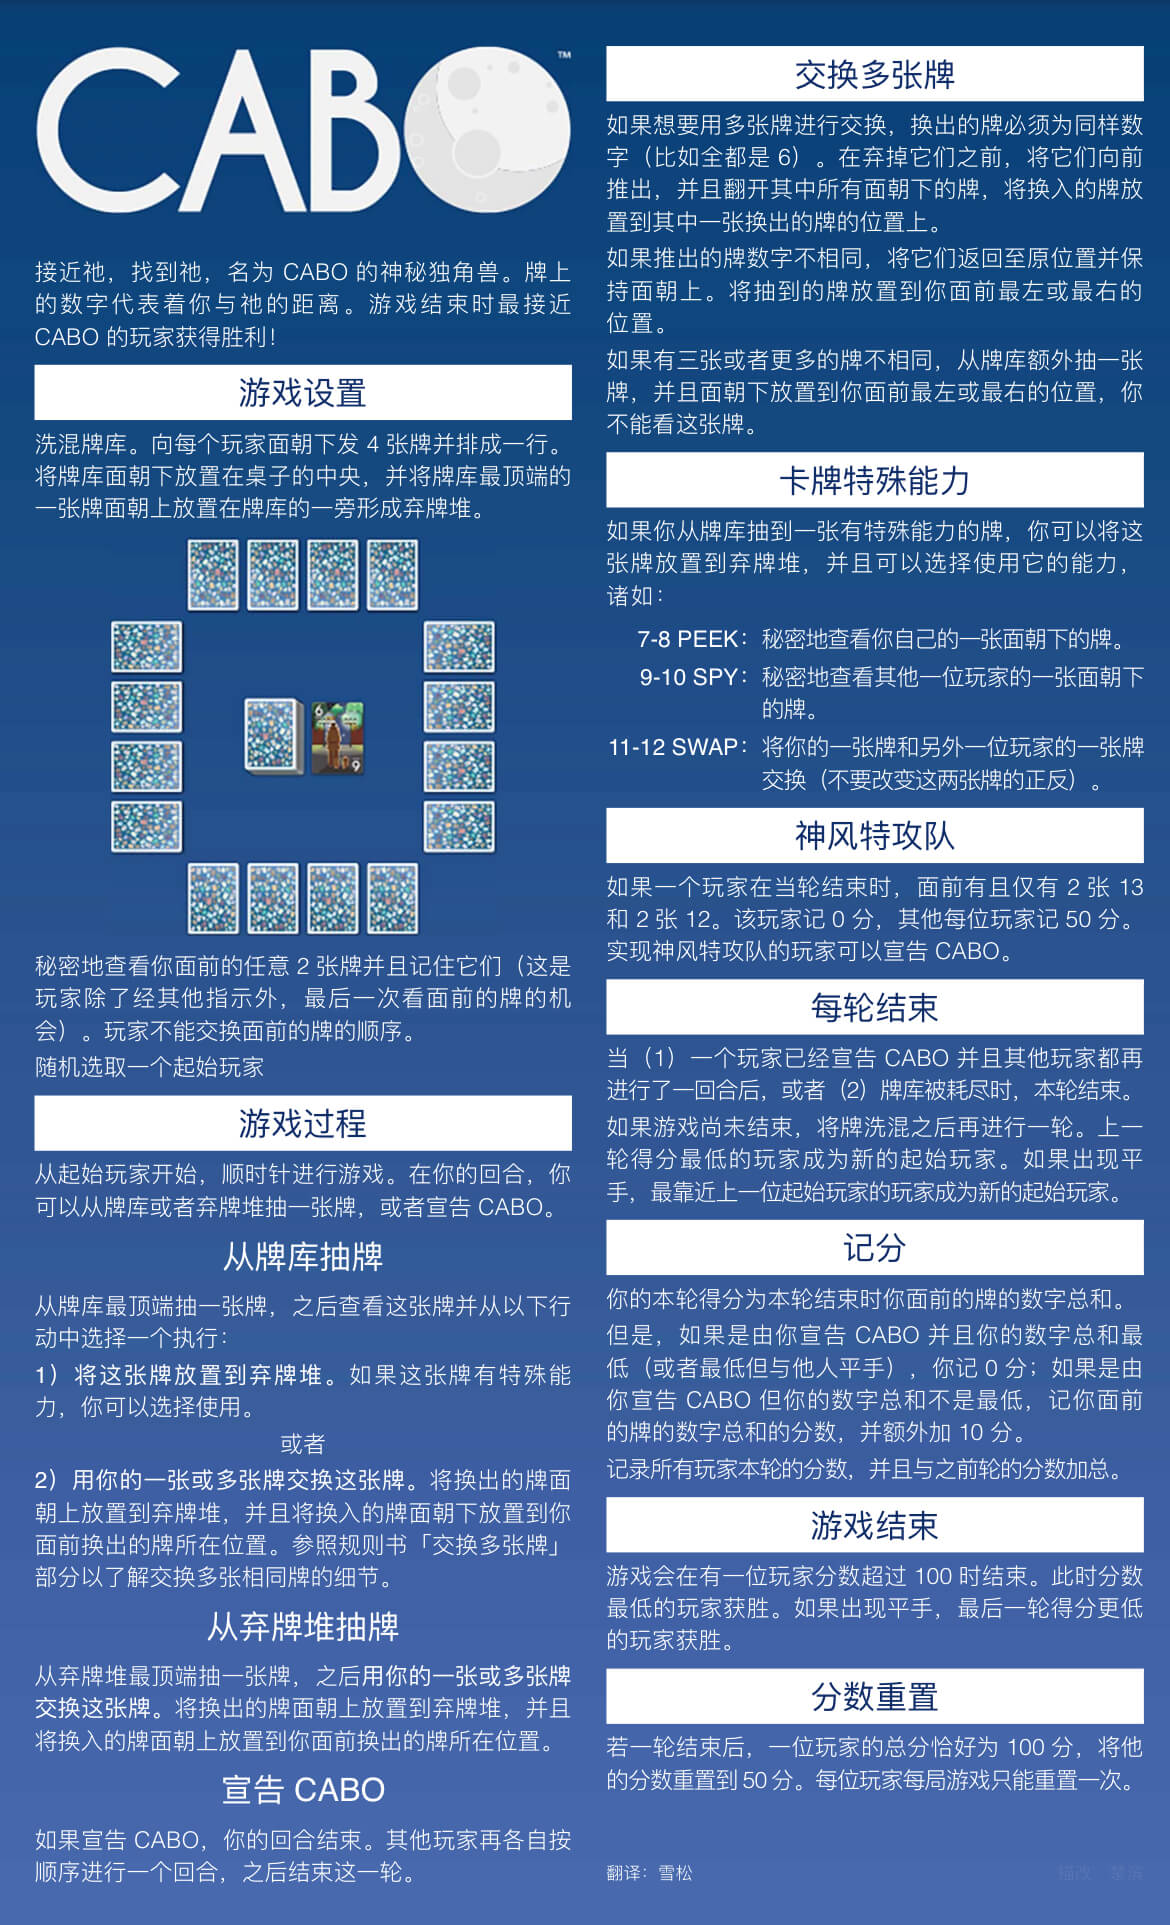 CABO™
接近祂，找到祂，名为 CABO 的神秘独角兽。牌上
的数字代表着你与祂的距离。游戏结束时最接近
CABO 的玩家获得胜利！
游戏设置
洗混牌库。向每个玩家面朝下发 4 张牌并排成一行。
将牌库面朝下放置在桌子的中央，并将牌库最顶端的
一张牌面朝上放置在牌库的一旁形成弃牌堆。
6
9
秘密地查看你面前的任意 2 张牌并且记住它们（这是
玩家除了经其他指示外，最后一次看面前的牌的机
会）。玩家不能交换面前的牌的顺序。
随机选取一个起始玩家
游戏过程
从起始玩家开始，顺时针进行游戏。在你的回合，你
可以从牌库或者弃牌堆抽一张牌，或者宣告 CABO。
从牌库抽牌
从牌库最顶端抽一张牌，之后查看这张牌并从以下行
动中选择一个执行：
1）将这张牌放置到弃牌堆。如果这张牌有特殊能
力，你可以选择使用。
或者
2）用你的一张或多张牌交换这张牌。将换出的牌面
朝上放置到弃牌堆，并且将换入的牌面朝下放置到你
面前换出的牌所在位置。参照规则书「交换多张牌」
部分以了解交换多张相同牌的细节。
从弃牌堆抽牌
从弃牌堆最顶端抽一张牌，之后用你的一张或多张牌
交换这张牌。将换出的牌面朝上放置到弃牌堆，并且
将换入的牌面朝上放置到你面前换出的牌所在位置。
宣告 CABO
如果宣告 CABO，你的回合结束。其他玩家再各自按
顺序进行一个回合，之后结束这一轮。
交换多张牌
如果想要用多张牌进行交换，换出的牌必须为同样数
字（比如全都是 6）。在弃掉它们之前，将它们向前
推出，并且翻开其中所有面朝下的牌，将换入的牌放
置到其中一张换出的牌的位置上。
如果推出的牌数字不相同，将它们返回至原位置并保
持面朝上。将抽到的牌放置到你面前最左或最右的
位置。
如果有三张或者更多的牌不相同，从牌库额外抽一张
牌，并且面朝下放置到你面前最左或最右的位置，你
不能看这张牌。
卡牌特殊能力
如果你从牌库抽到一张有特殊能力的牌，你可以将这
张牌放置到弃牌堆，并且可以选择使用它的能力，
诸如：
7-8 PEEK：秘密地查看你自己的一张面朝下的牌。
9-10 SPY：秘密地查看其他一位玩家的一张面朝下
的牌。
11-12 SWAP：将你的一张牌和另外一位玩家的一张牌
交换（不要改变这两张牌的正反）。
神风特攻队
如果一个玩家在当轮结束时，面前有且仅有 2 张 13
和 2 张 12。该玩家记 0 分，其他每位玩家记 50 分。
实现神风特攻队的玩家可以宣告 CABO。
每轮结束
当（1）一个玩家已经宣告 CABO 并且其他玩家都再
进行了一回合后，或者（2）牌库被耗尽时，本轮结束。
如果游戏尚未结束，将牌洗混之后再进行一轮。上一
轮得分最低的玩家成为新的起始玩家。如果出现平
手，最靠近上一位起始玩家的玩家成为新的起始玩家。
记分
你的本轮得分为本轮结束时你面前的牌的数字总和。
但是，如果是由你宣告 CABO 并且你的数字总和最
低（或者最低但与他人平手），你记 0 分；如果是由
你宣告 CABO 但你的数字总和不是最低，记你面前
的牌的数字总和的分数，并额外加 10 分。
记录所有玩家本轮的分数，并且与之前轮的分数加总。
游戏结束
游戏会在有一位玩家分数超过 100 时结束。此时分数
最低的玩家获胜。如果出现平手，最后一轮得分更低
的玩家获胜。
分数重置
若一轮结束后，一位玩家的总分恰好为 100 分，将他
的分数重置到 50 分。每位玩家每局游戏只能重置一次。
翻译：雪松